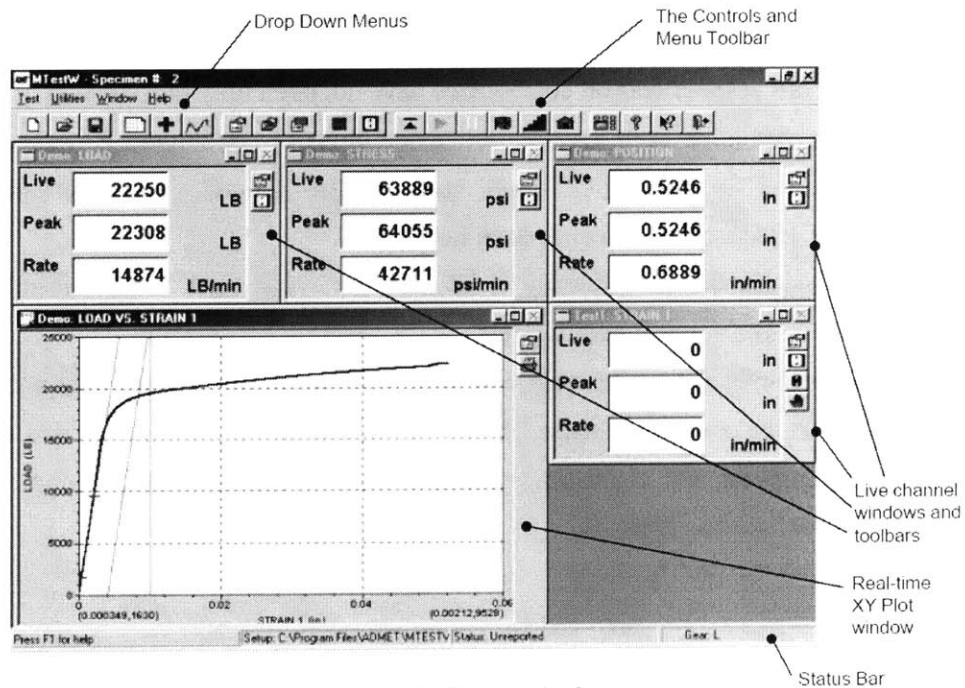 Drop Down Menus
The Controls and
Menu Toolbar
MTestW - Specimen # 2
Test Utilities Window Help
Demo: LOAD
Live 22250 LB
Peak 22308 LB
Rate 14874 LB/min
Demo: STRESS
Live 63889 psi
Peak 64055 psi
Rate 42711 psi/min
Demo: POSITION
Live 0.5246 in
Peak 0.5246 in
Rate 0.6889 in/min
Demo: LOAD VS. STRAIN 1
25000
20000
15000
10000
5000
0
LOAD (LB)
0 0.02 0.04 0.06
(0.000349,1630) STRAIN 1 (in) (0.00212,9529)
STRAIN 1
Live 0 in
Peak 0 in
Rate 0 in/min
Live channel
windows and
toolbars
Real-time
XY Plot
window
Press F1 for help Setup: C:\Program Files\ADMET\MTESTW Status: Unreported Gear: L
Status Bar